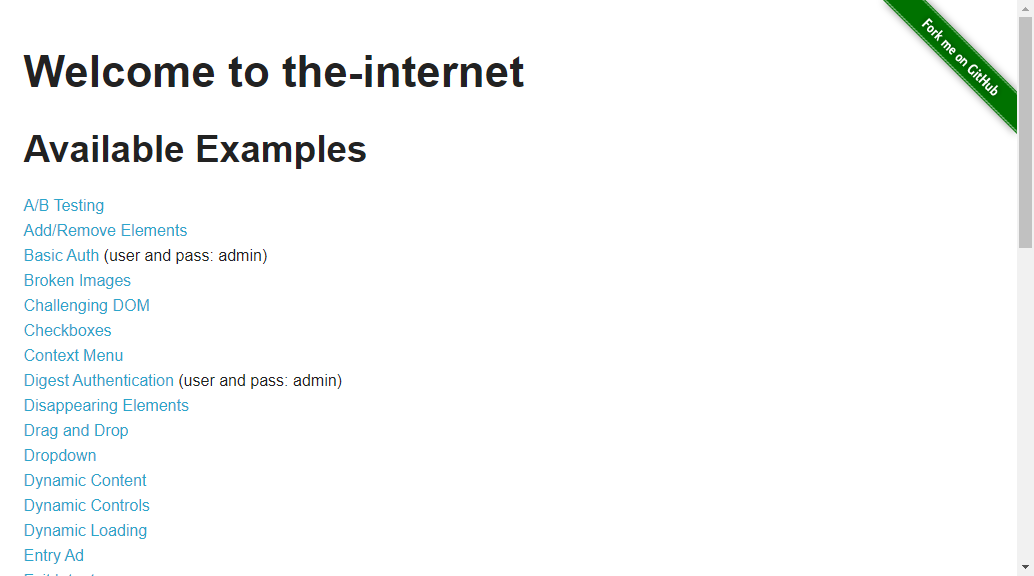 Fork me on GitHub
Welcome to the-internet
Available Examples
A/B Testing
Add/Remove Elements
Basic Auth (user and pass: admin)
Broken Images
Challenging DOM
Checkboxes
Context Menu
Digest Authentication (user and pass: admin)
Disappearing Elements
Drag and Drop
Dropdown
Dynamic Content
Dynamic Controls
Dynamic Loading
Entry Ad